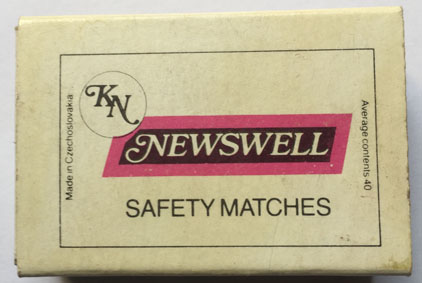 KN
Made in Czechoslovakia
NEWSWELL
Average contents 40
SAFETY MATCHES